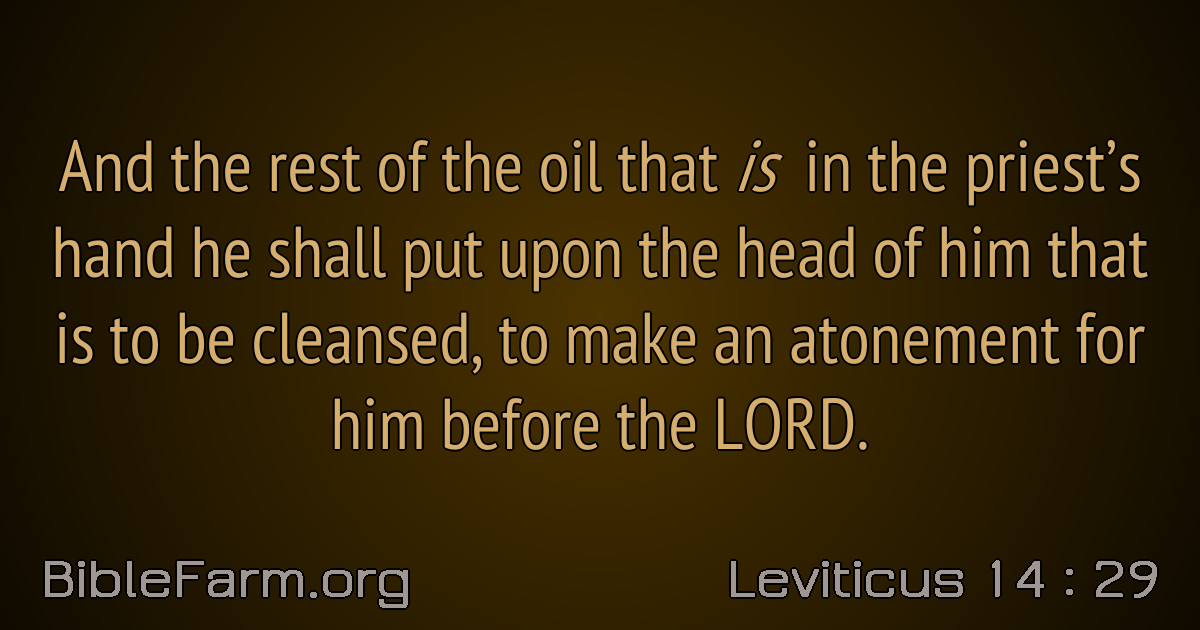 And the rest of the oil that is in the priest’s
hand he shall put upon the head of him that
is to be cleansed, to make an atonement for
him before the LORD.
BibleFarm.org
Leviticus 14 : 29